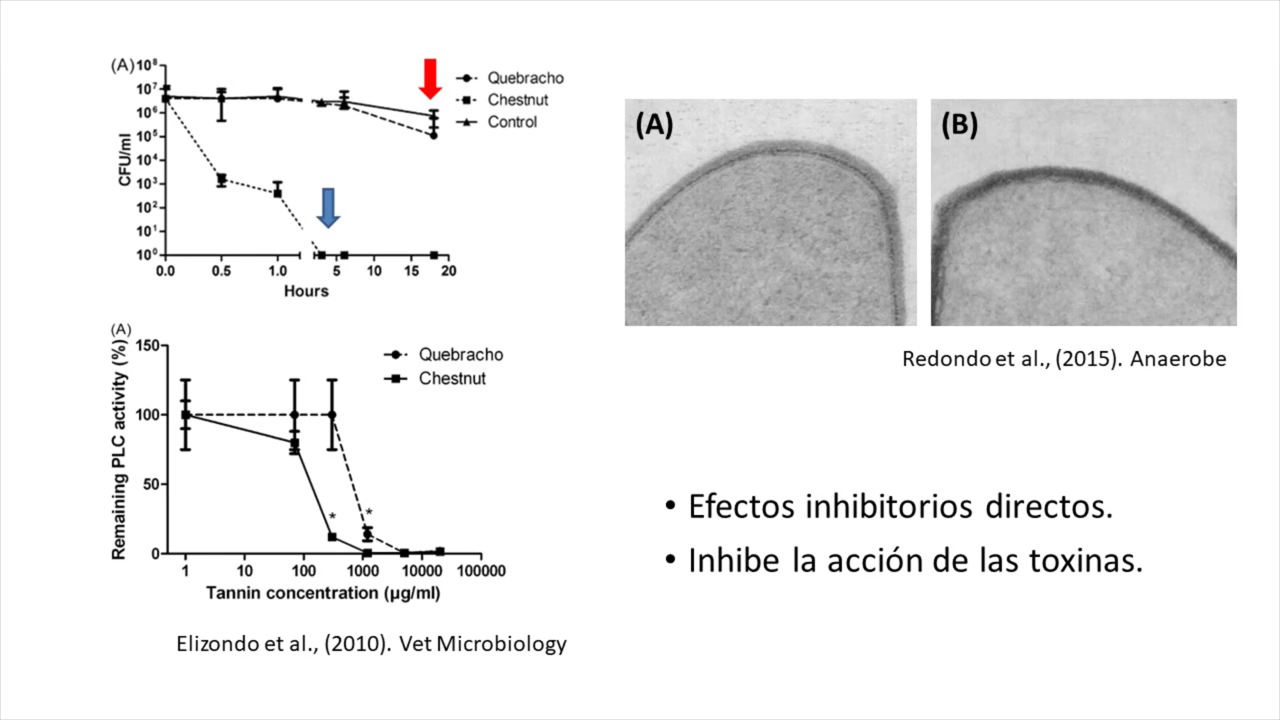 (A)
10⁸
10⁷
10⁶
10⁵
10⁴
10³
10²
10¹
10⁰
CFU/ml
0.0 0.5 1.0 5 10 15 20
Hours
Quebracho
Chestnut
Control
(A)
150
100
50
0
Remaining PLC activity (%)
* *
1 10 100 1000 10000 100000
Tannin concentration (µg/ml)
Quebracho
Chestnut
Elizondo et al., (2010). Vet Microbiology
(A) (B)
Redondo et al., (2015). Anaerobe
• Efectos inhibitorios directos.
• Inhibe la acción de las toxinas.